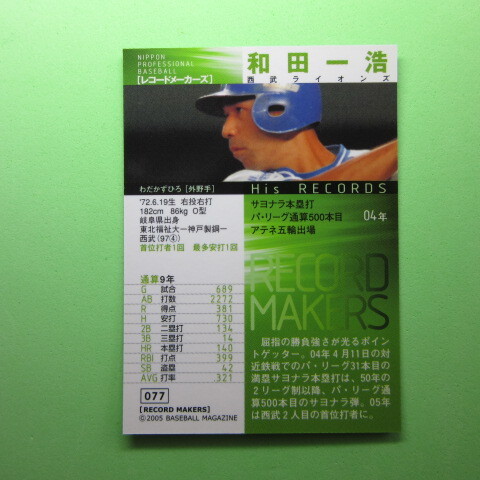 NIPPON
PROFESSIONAL
BASEBALL
[レコードメーカーズ]
和田一浩
西武ライオンズ
わだかずひろ [外野手]
'72.6.19生 右投右打
182cm 86kg O型
岐阜県出身
東北福祉大ー神戸製鋼ー
西武(97④)
首位打者1回 最多安打1回
通算9年
G 試合 689
AB 打数 2272
R 得点 381
H 安打 730
2B 二塁打 134
3B 三塁打 14
HR 本塁打 140
RBI 打点 399
SB 盗塁 42
AVG 打率 .321
077
[RECORD MAKERS]
©2005 BASEBALL MAGAZINE
His RECORDS
サヨナラ本塁打
パ・リーグ通算500本目 04年
アテネ五輪出場
RECORD
MAKERS
屈指の勝負強さが光るポイン
トゲッター。04年4月11日の対
近鉄戦でのパ・リーグ31本目の
満塁サヨナラ本塁打は、50年の
2リーグ制以降、パ・リーグ通
算500本目のサヨナラ弾。05年
は西武2人目の首位打者に。